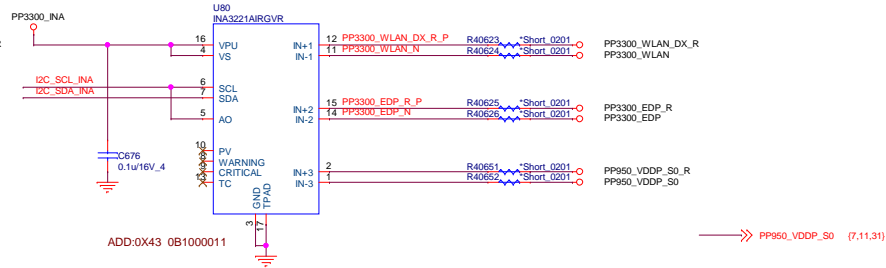 U80
INA3221AIRGVR
PP3300_INA
16 VPU
4 VS
6 SCL
7 SDA
5 AO
10 PV
8 WARNING
9 CRITICAL
13 TC
GND
TPAD
3
17
I2C_SCL_INA
I2C_SDA_INA
C676
0.1u/16V_4
IN+1 12 PP3300_WLAN_DX_R_P R40623 *Short_0201 PP3300_WLAN_DX_R
IN-1 11 PP3300_WLAN_N R40624 *Short_0201 PP3300_WLAN
IN+2 15 PP3300_EDP_R_P R40625 *Short_0201 PP3300_EDP_R
IN-2 14 PP3300_EDP_N R40626 *Short_0201 PP3300_EDP
IN+3 2 R40651 *Short_0201 PP950_VDDP_S0_R
IN-3 1 R40652 *Short_0201 PP950_VDDP_S0
ADD:0X43 0B1000011
PP950_VDDP_S0 {7,11,31}